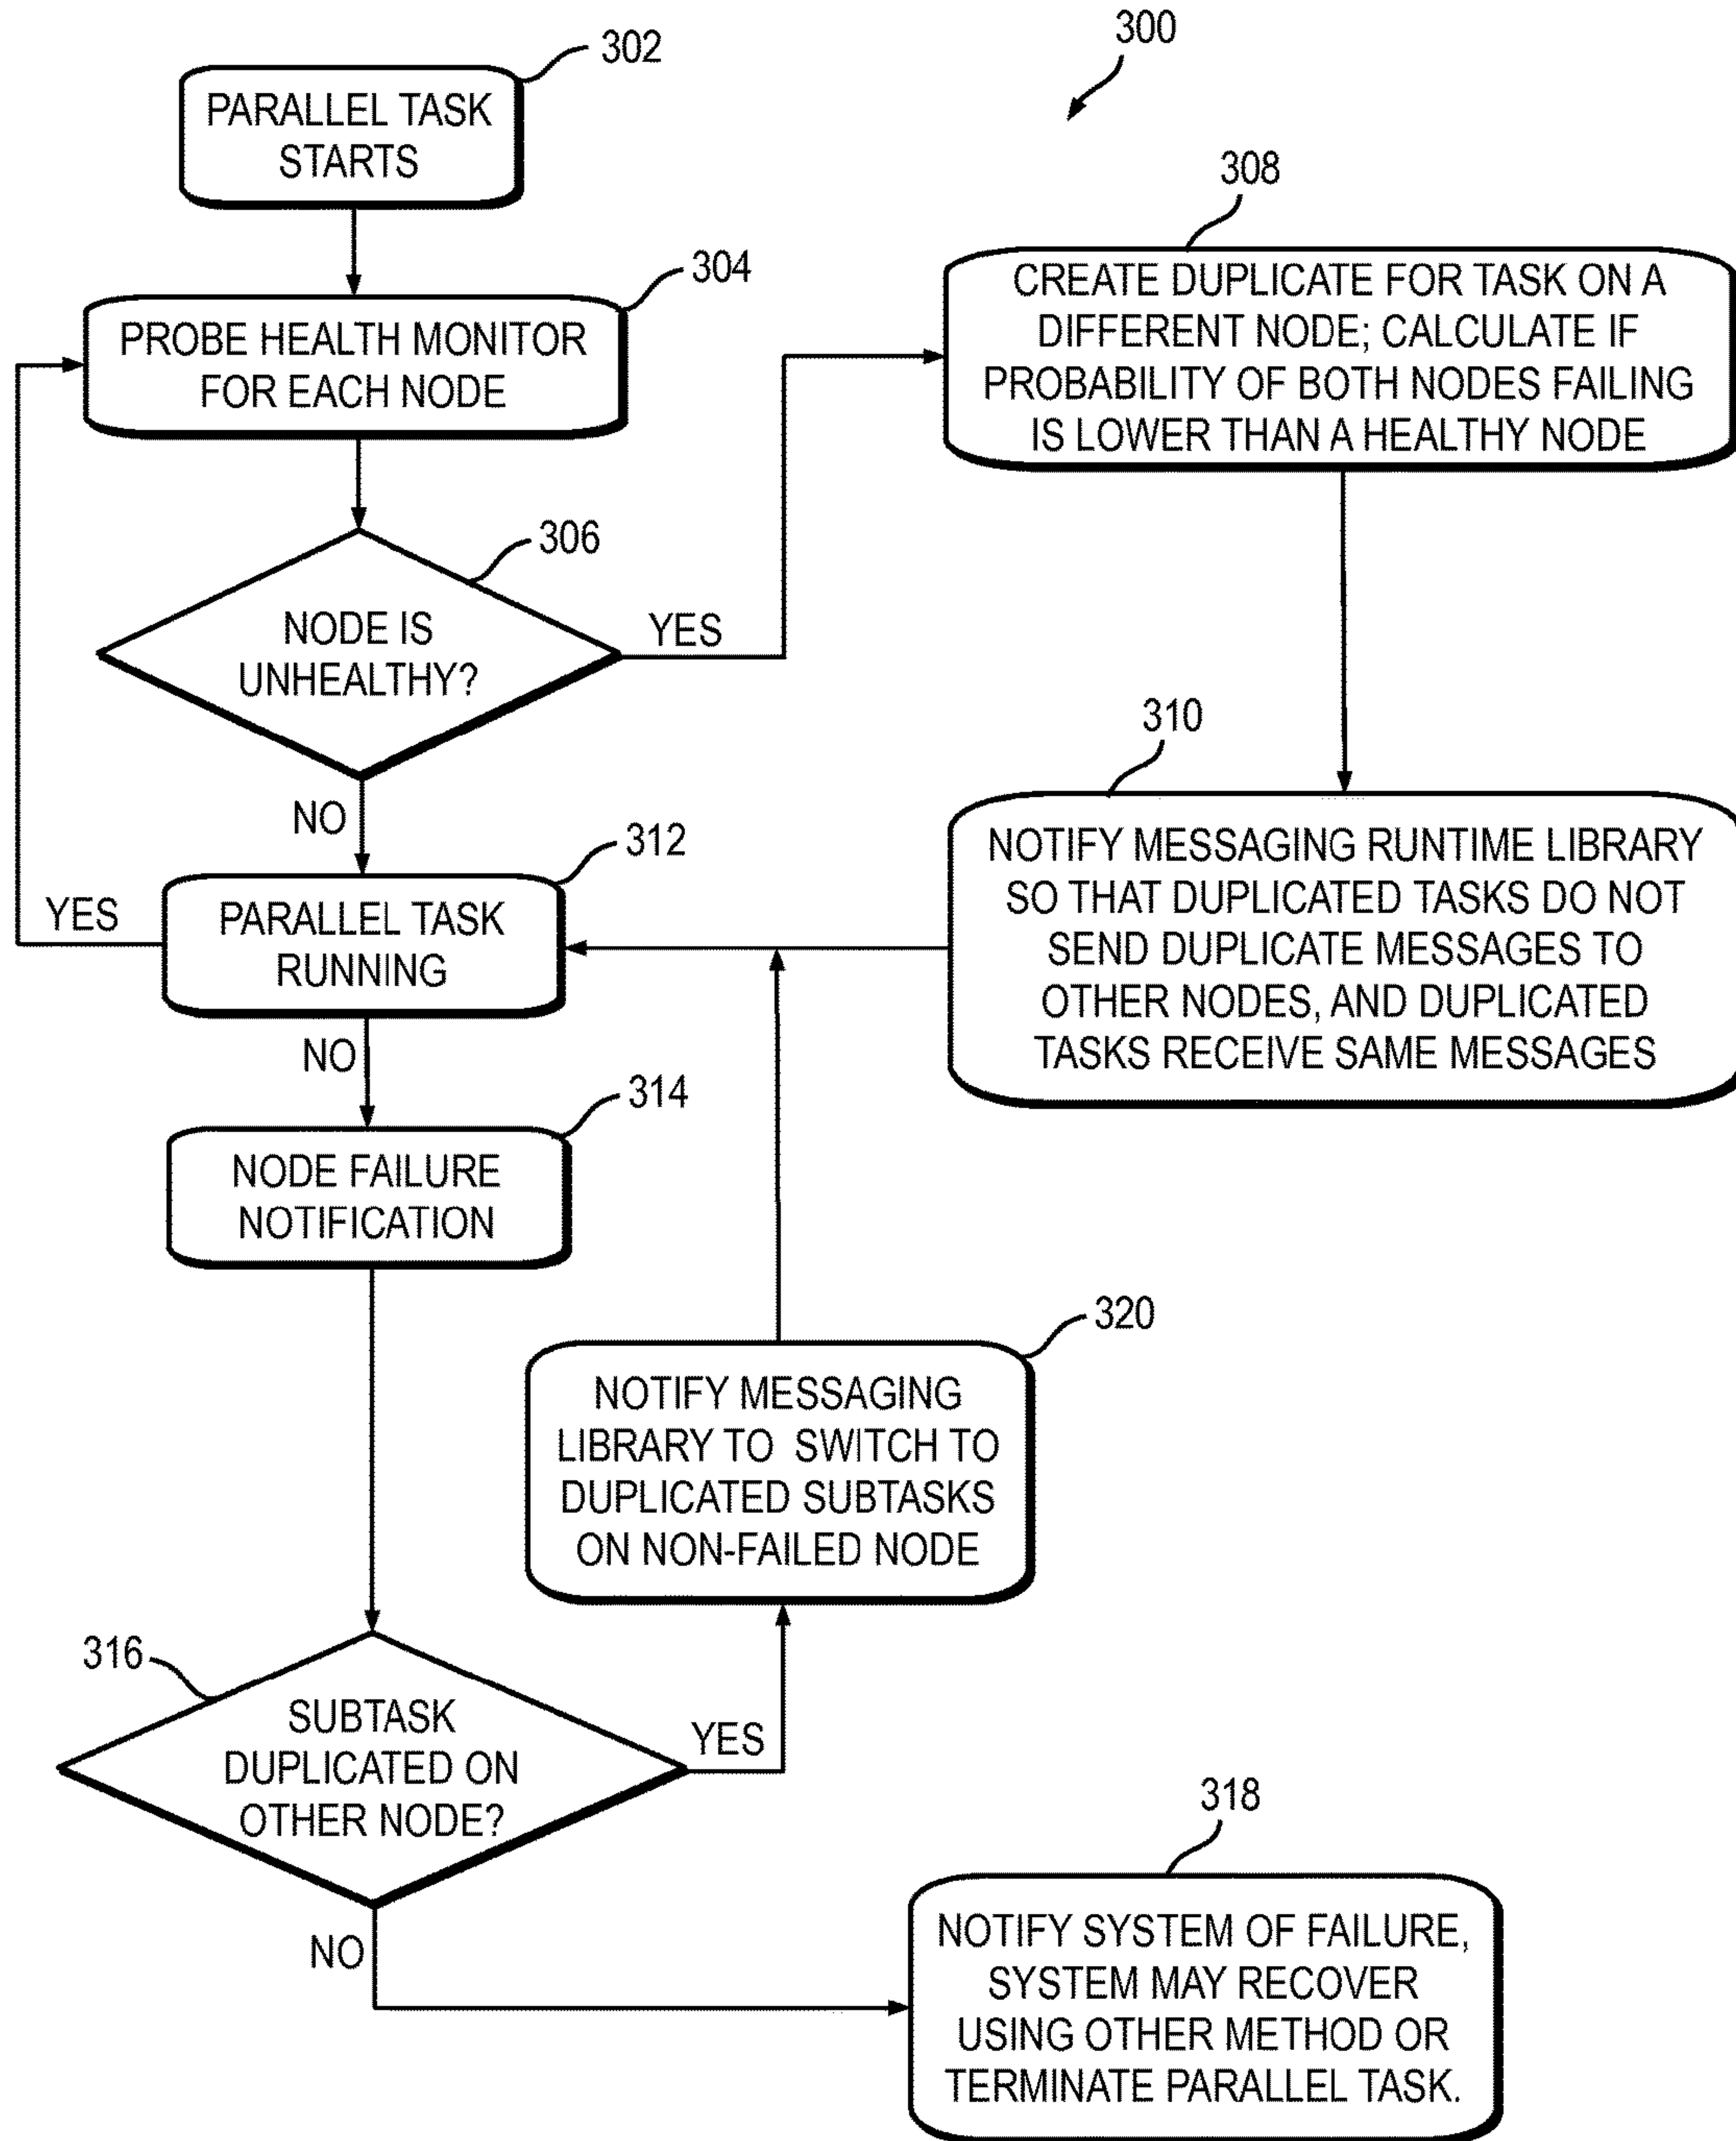 300
302
PARALLEL TASK
STARTS
304
PROBE HEALTH MONITOR
FOR EACH NODE
306
NODE IS
UNHEALTHY?
YES
NO
308
CREATE DUPLICATE FOR TASK ON A
DIFFERENT NODE; CALCULATE IF
PROBABILITY OF BOTH NODES FAILING
IS LOWER THAN A HEALTHY NODE
310
NOTIFY MESSAGING RUNTIME LIBRARY
SO THAT DUPLICATED TASKS DO NOT
SEND DUPLICATE MESSAGES TO
OTHER NODES, AND DUPLICATED
TASKS RECEIVE SAME MESSAGES
312
PARALLEL TASK
RUNNING
YES
NO
314
NODE FAILURE
NOTIFICATION
320
NOTIFY MESSAGING
LIBRARY TO SWITCH TO
DUPLICATED SUBTASKS
ON NON-FAILED NODE
316
SUBTASK
DUPLICATED ON
OTHER NODE?
YES
NO
318
NOTIFY SYSTEM OF FAILURE,
SYSTEM MAY RECOVER
USING OTHER METHOD OR
TERMINATE PARALLEL TASK.